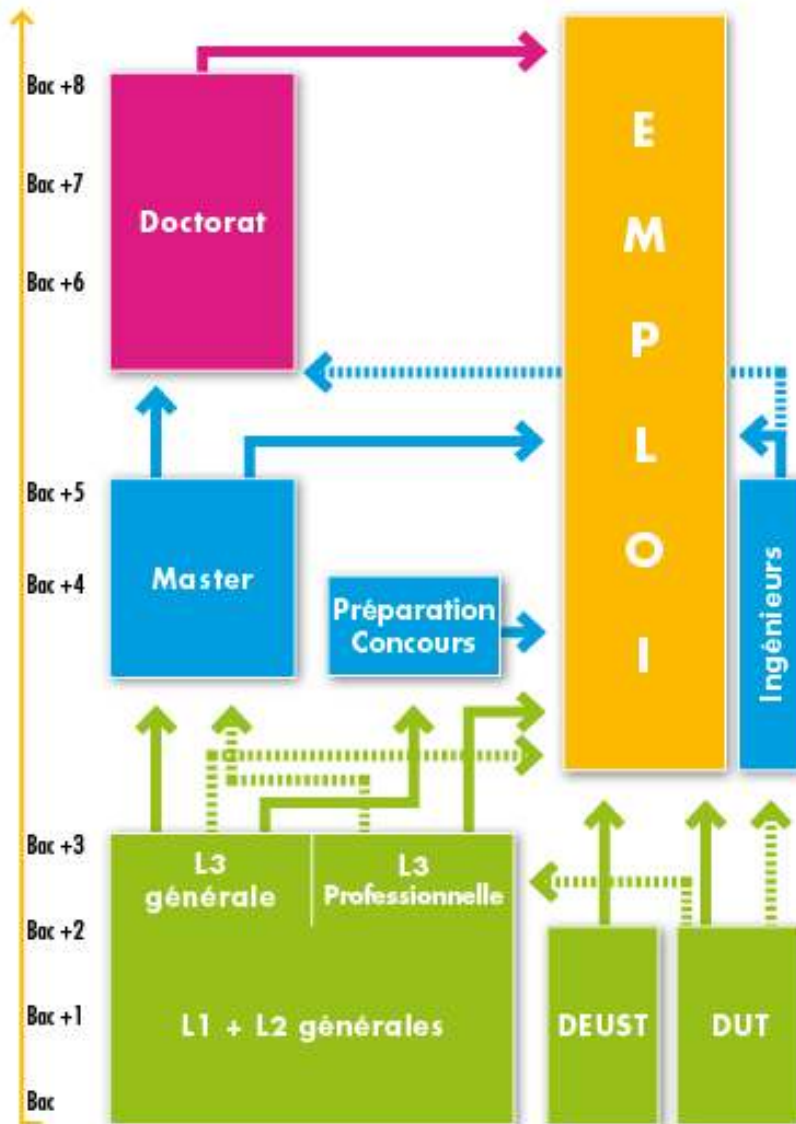 Bac +8
Bac +7
Bac +6
Bac +5
Bac +4
Bac +3
Bac +2
Bac +1
Bac
Doctorat
E
M
P
L
O
I
Master
Préparation
Concours
Ingénieurs
L3
générale
L3
Professionnelle
L1 + L2 générales
DEUST
DUT